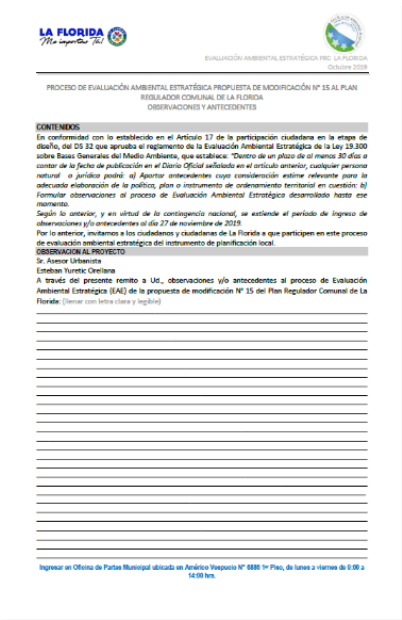 LA FLORIDA
Me importas Tú!
EVALUACIÓN AMBIENTAL ESTRATÉGICA PRC LA FLORIDA
Octubre 2019
PROCESO DE EVALUACIÓN AMBIENTAL ESTRATÉGICA PROPUESTA DE MODIFICACIÓN N° 15 AL PLAN
REGULADOR COMUNAL DE LA FLORIDA
OBSERVACIONES Y ANTECEDENTES
CONTENIDOS
En conformidad con lo establecido en el Artículo 17 de la participación ciudadana en la etapa de
diseño, del DS 32 que aprueba el reglamento de la Evaluación Ambiental Estratégica de la Ley 19.300
sobre Bases Generales del Medio Ambiente, que establece: "Dentro de un plazo de al menos 30 días a
contar de la fecha de publicación en el Diario Oficial señalada en el artículo anterior, cualquier persona
natural o jurídica podrá: a) Aportar antecedentes cuya consideración estime relevante para la
adecuada elaboración de la política, plan o instrumento de ordenamiento territorial en cuestión: b)
Formular observaciones al proceso de Evaluación Ambiental Estratégica desarrollado hasta ese
momento.
Según lo anterior, y en virtud de la contingencia nacional, se extiende el periodo de ingreso de
observaciones y/o antecedentes al día 27 de noviembre de 2019.
Por lo anterior, invitamos a los ciudadanos y ciudadanas de La Florida a que participen en este proceso
de evaluación ambiental estratégica del instrumento de planificación local.
OBSERVACION AL PROYECTO
Sr. Asesor Urbanista
Esteban Yuretic Orellana
A través del presente remito a Ud., observaciones y/o antecedentes al proceso de Evaluación
Ambiental Estratégica (EAE) de la propuesta de modificación N° 15 del Plan Regulador Comunal de La
Florida: (llenar con letra clara y legible)
Ingresar en Oficina de Partes Municipal ubicada en Américo Vespucio N° 6800 1er Piso, de lunes a viernes de 9:00 a
14:00 hrs.